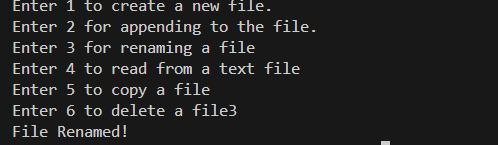 Enter 1 to create a new file.
Enter 2 for appending to the file.
Enter 3 for renaming a file
Enter 4 to read from a text file
Enter 5 to copy a file
Enter 6 to delete a file3
File Renamed!